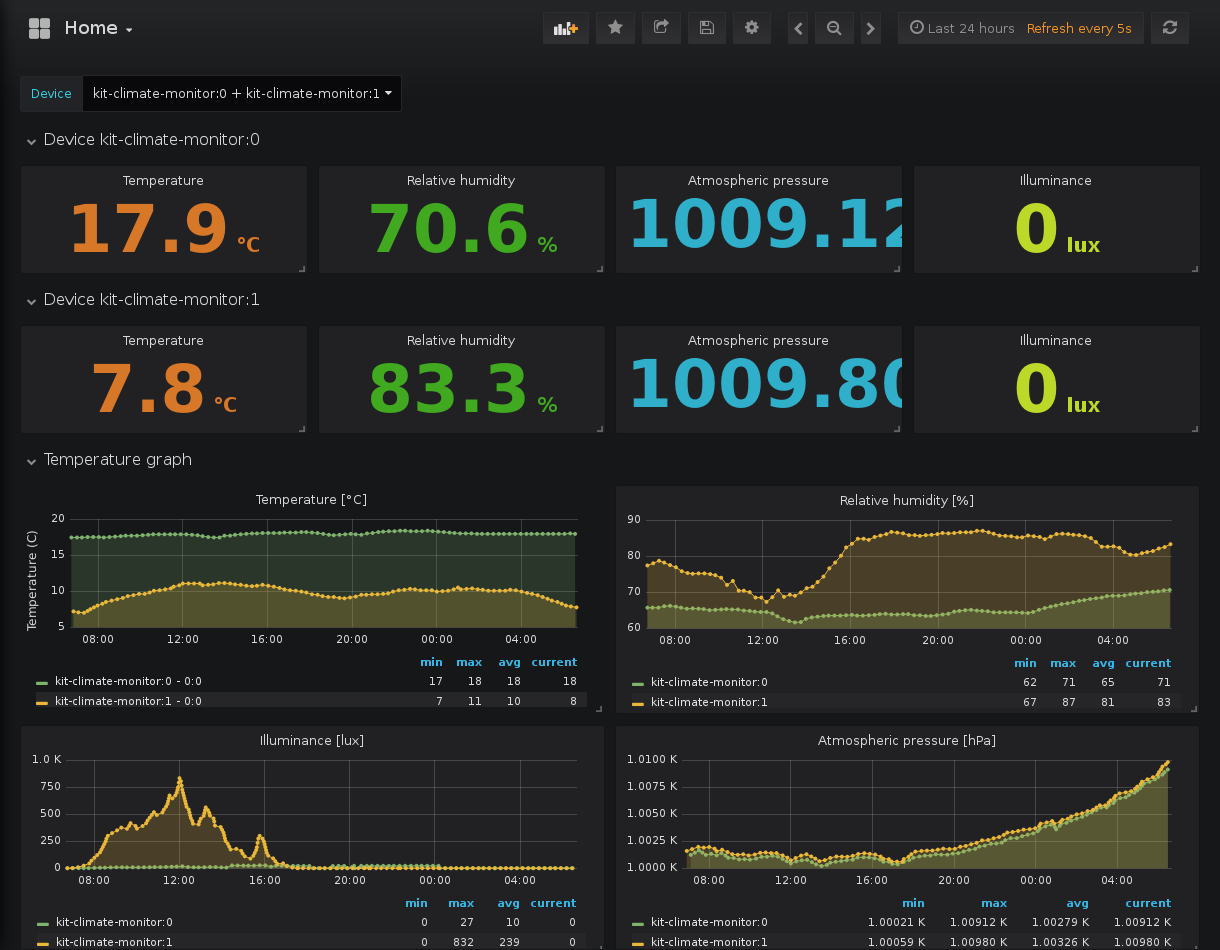 Home
Last 24 hours Refresh every 5s
Device kit-climate-monitor:0 + kit-climate-monitor:1
Device kit-climate-monitor:0
Temperature Relative humidity Atmospheric pressure Illuminance
17.9 °C 70.6 % 1009.12 0 lux
Device kit-climate-monitor:1
Temperature Relative humidity Atmospheric pressure Illuminance
7.8 °C 83.3 % 1009.80 0 lux
Temperature graph
Temperature [°C]
Temperature (C)
20
15
10
5
08:00 12:00 16:00 20:00 00:00 04:00
min max avg current
kit-climate-monitor:0 - 0:0 17 18 18 18
kit-climate-monitor:1 - 0:0 7 11 10 8
Relative humidity [%]
90
80
70
60
08:00 12:00 16:00 20:00 00:00 04:00
min max avg current
kit-climate-monitor:0 62 71 65 71
kit-climate-monitor:1 67 87 81 83
Illuminance [lux]
1.0 K
750
500
250
0
08:00 12:00 16:00 20:00 00:00 04:00
min max avg current
kit-climate-monitor:0 0 27 10 0
kit-climate-monitor:1 0 832 239 0
Atmospheric pressure [hPa]
1.0100 K
1.0075 K
1.0050 K
1.0025 K
1.0000 K
08:00 12:00 16:00 20:00 00:00 04:00
min max avg current
kit-climate-monitor:0 1.00021 K 1.00912 K 1.00279 K 1.00912 K
kit-climate-monitor:1 1.00059 K 1.00980 K 1.00326 K 1.00980 K